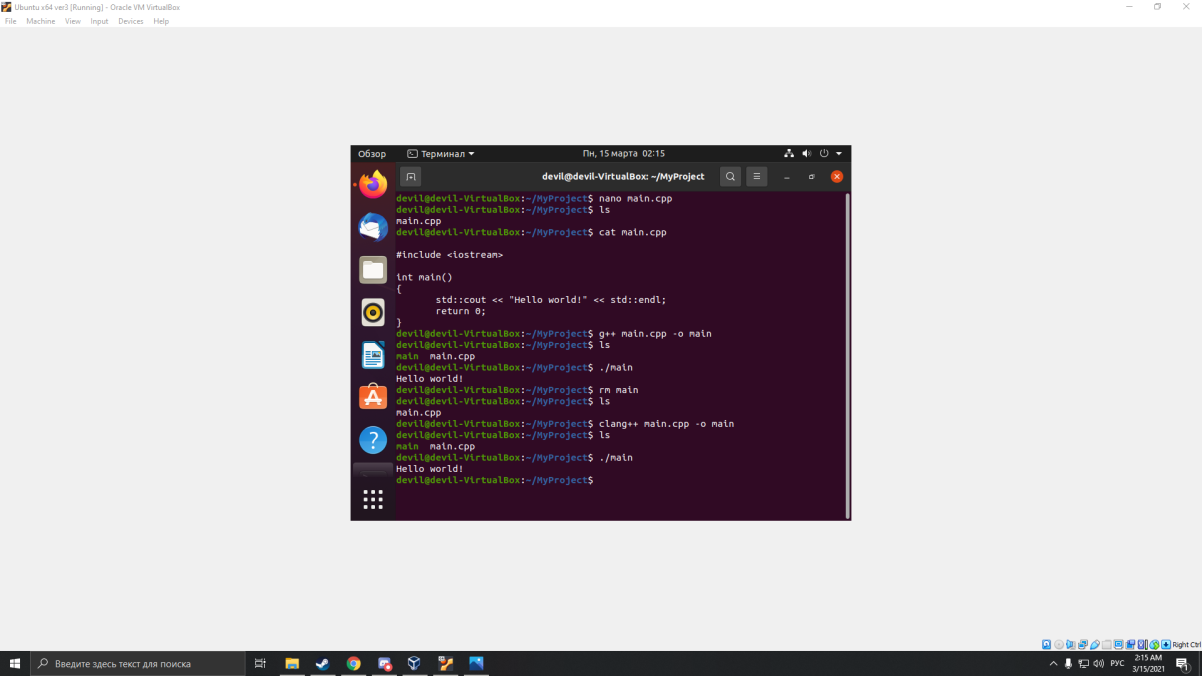 Ubuntu x64 ver3 [Running] - Oracle VM VirtualBox
File Machine View Input Devices Help
Обзор Терминал Пн, 15 марта 02:15
devil@devil-VirtualBox: ~/MyProject
devil@devil-VirtualBox:~/MyProject$ nano main.cpp
devil@devil-VirtualBox:~/MyProject$ ls
main.cpp
devil@devil-VirtualBox:~/MyProject$ cat main.cpp
#include <iostream>
int main()
{
std::cout << "Hello world!" << std::endl;
return 0;
}
devil@devil-VirtualBox:~/MyProject$ g++ main.cpp -o main
devil@devil-VirtualBox:~/MyProject$ ls
main main.cpp
devil@devil-VirtualBox:~/MyProject$ ./main
Hello world!
devil@devil-VirtualBox:~/MyProject$ rm main
devil@devil-VirtualBox:~/MyProject$ ls
main.cpp
devil@devil-VirtualBox:~/MyProject$ clang++ main.cpp -o main
devil@devil-VirtualBox:~/MyProject$ ls
main main.cpp
devil@devil-VirtualBox:~/MyProject$ ./main
Hello world!
devil@devil-VirtualBox:~/MyProject$
Right Ctrl
Введите здесь текст для поиска
РУС
2:15 AM
3/15/2021
1